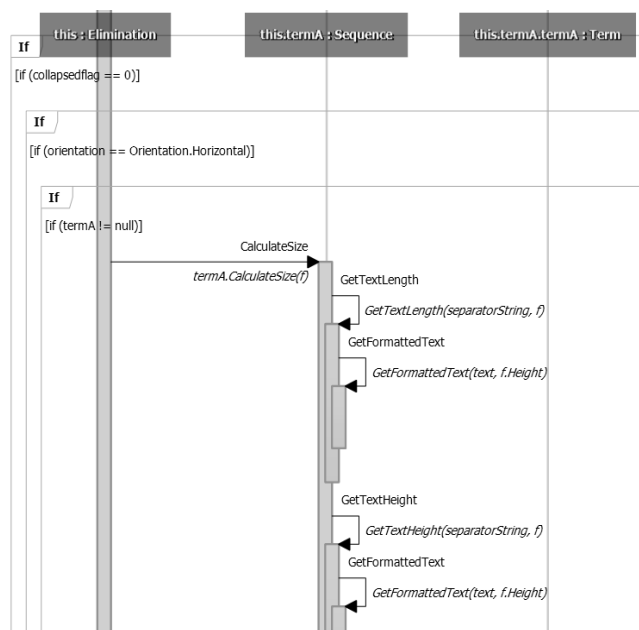 this : Elimination
this.termA : Sequence
this.termA.termA : Term
If
[if (collapsedflag == 0)]
If
[if (orientation == Orientation.Horizontal)]
If
[if (termA != null)]
CalculateSize
termA.CalculateSize(f)
GetTextLength
GetTextLength(separatorString, f)
GetFormattedText
GetFormattedText(text, f.Height)
GetTextHeight
GetTextHeight(separatorString, f)
GetFormattedText
GetFormattedText(text, f.Height)